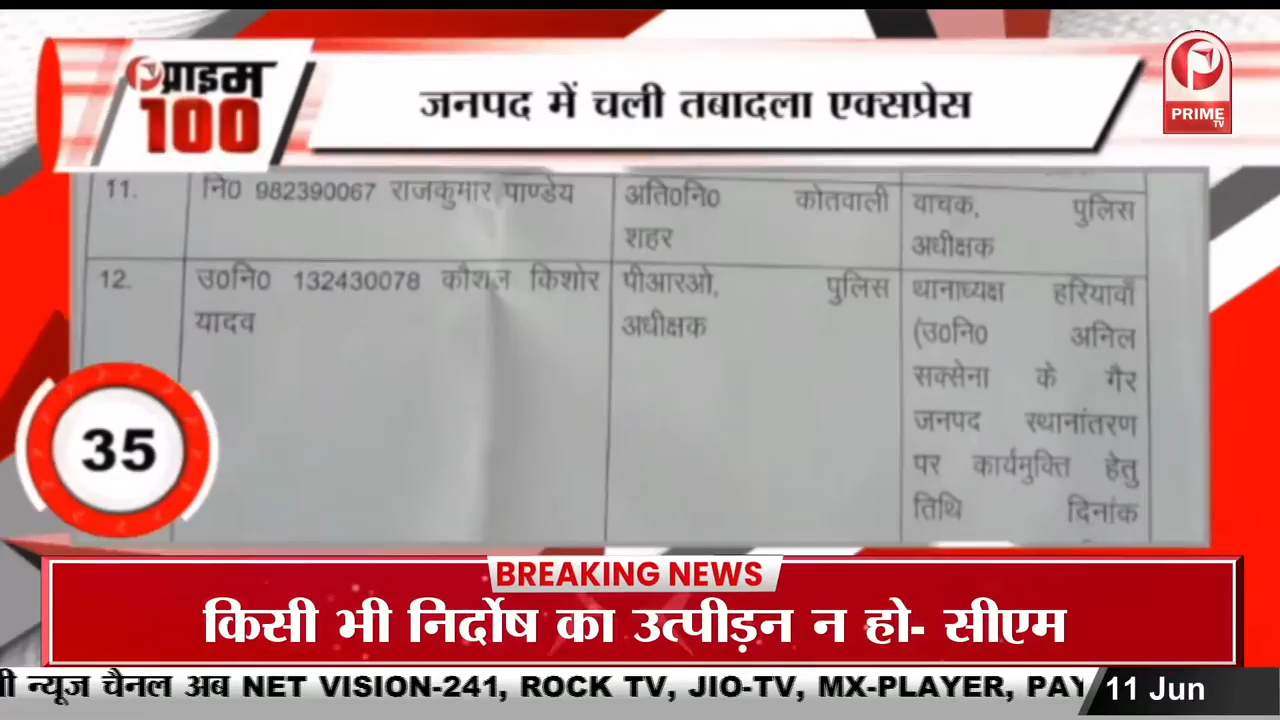 प्राइम
100
जनपद में चली तबादला एक्सप्रेस
PRIME
TV
11. नि0 982390067 राजकुमार पाण्डेय अति0नि0 कोतवाली वाचक, पुलिस
शहर अधीक्षक
12. उ0नि0 132430078 कौशल किशोर पीआरओ, पुलिस थानाध्यक्ष हरियावाँ
यादव अधीक्षक (उ0नि0 अनिल
सक्सेना के गैर
जनपद स्थानांतरण
पर कार्यमुक्ति हेतु
तिथि दिनांक
35
BREAKING NEWS
किसी भी निर्दोष का उत्पीड़न न हो- सीएम
न्यूज चैनल अब NET VISION-241, ROCK TV, JIO-TV, MX-PLAYER, PAY
11 Jun